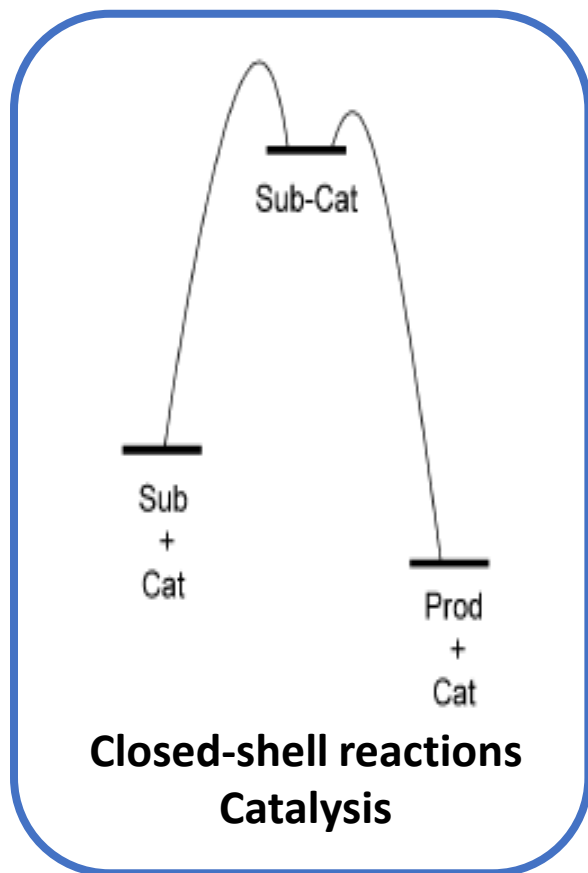 Sub-Cat
Sub
+
Cat
Prod
+
Cat
Closed-shell reactions
Catalysis